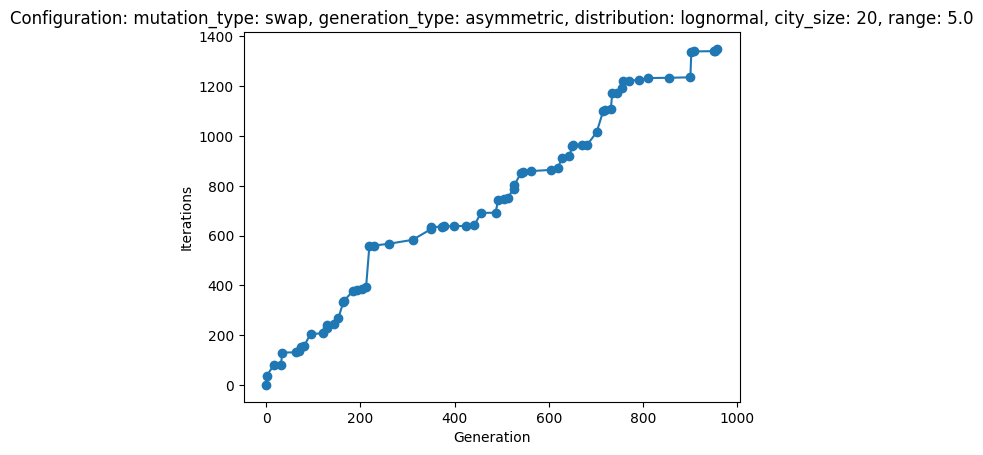 Configuration: mutation_type: swap, generation_type: asymmetric, distribution: lognormal, city_size: 20, range: 5.0
1400
1200
1000
800
600
400
200
0
Iterations
0 200 400 600 800 1000
Generation